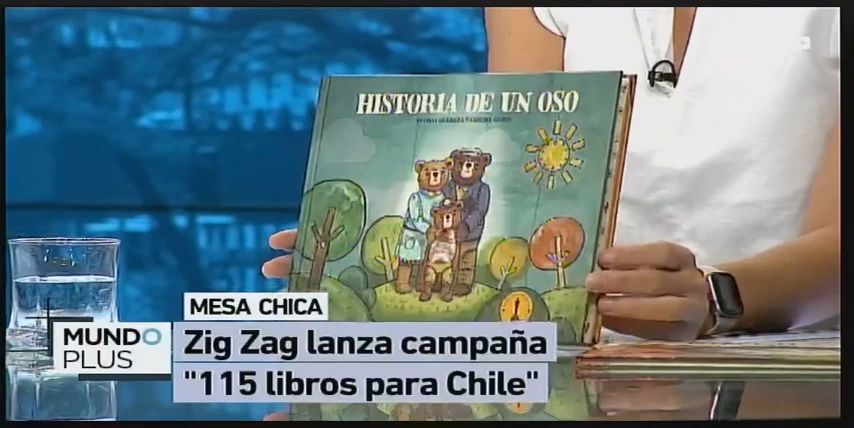 HISTORIA DE UN OSO
MESA CHICA
MUNDO
PLUS
Zig Zag lanza campaña
"115 libros para Chile"